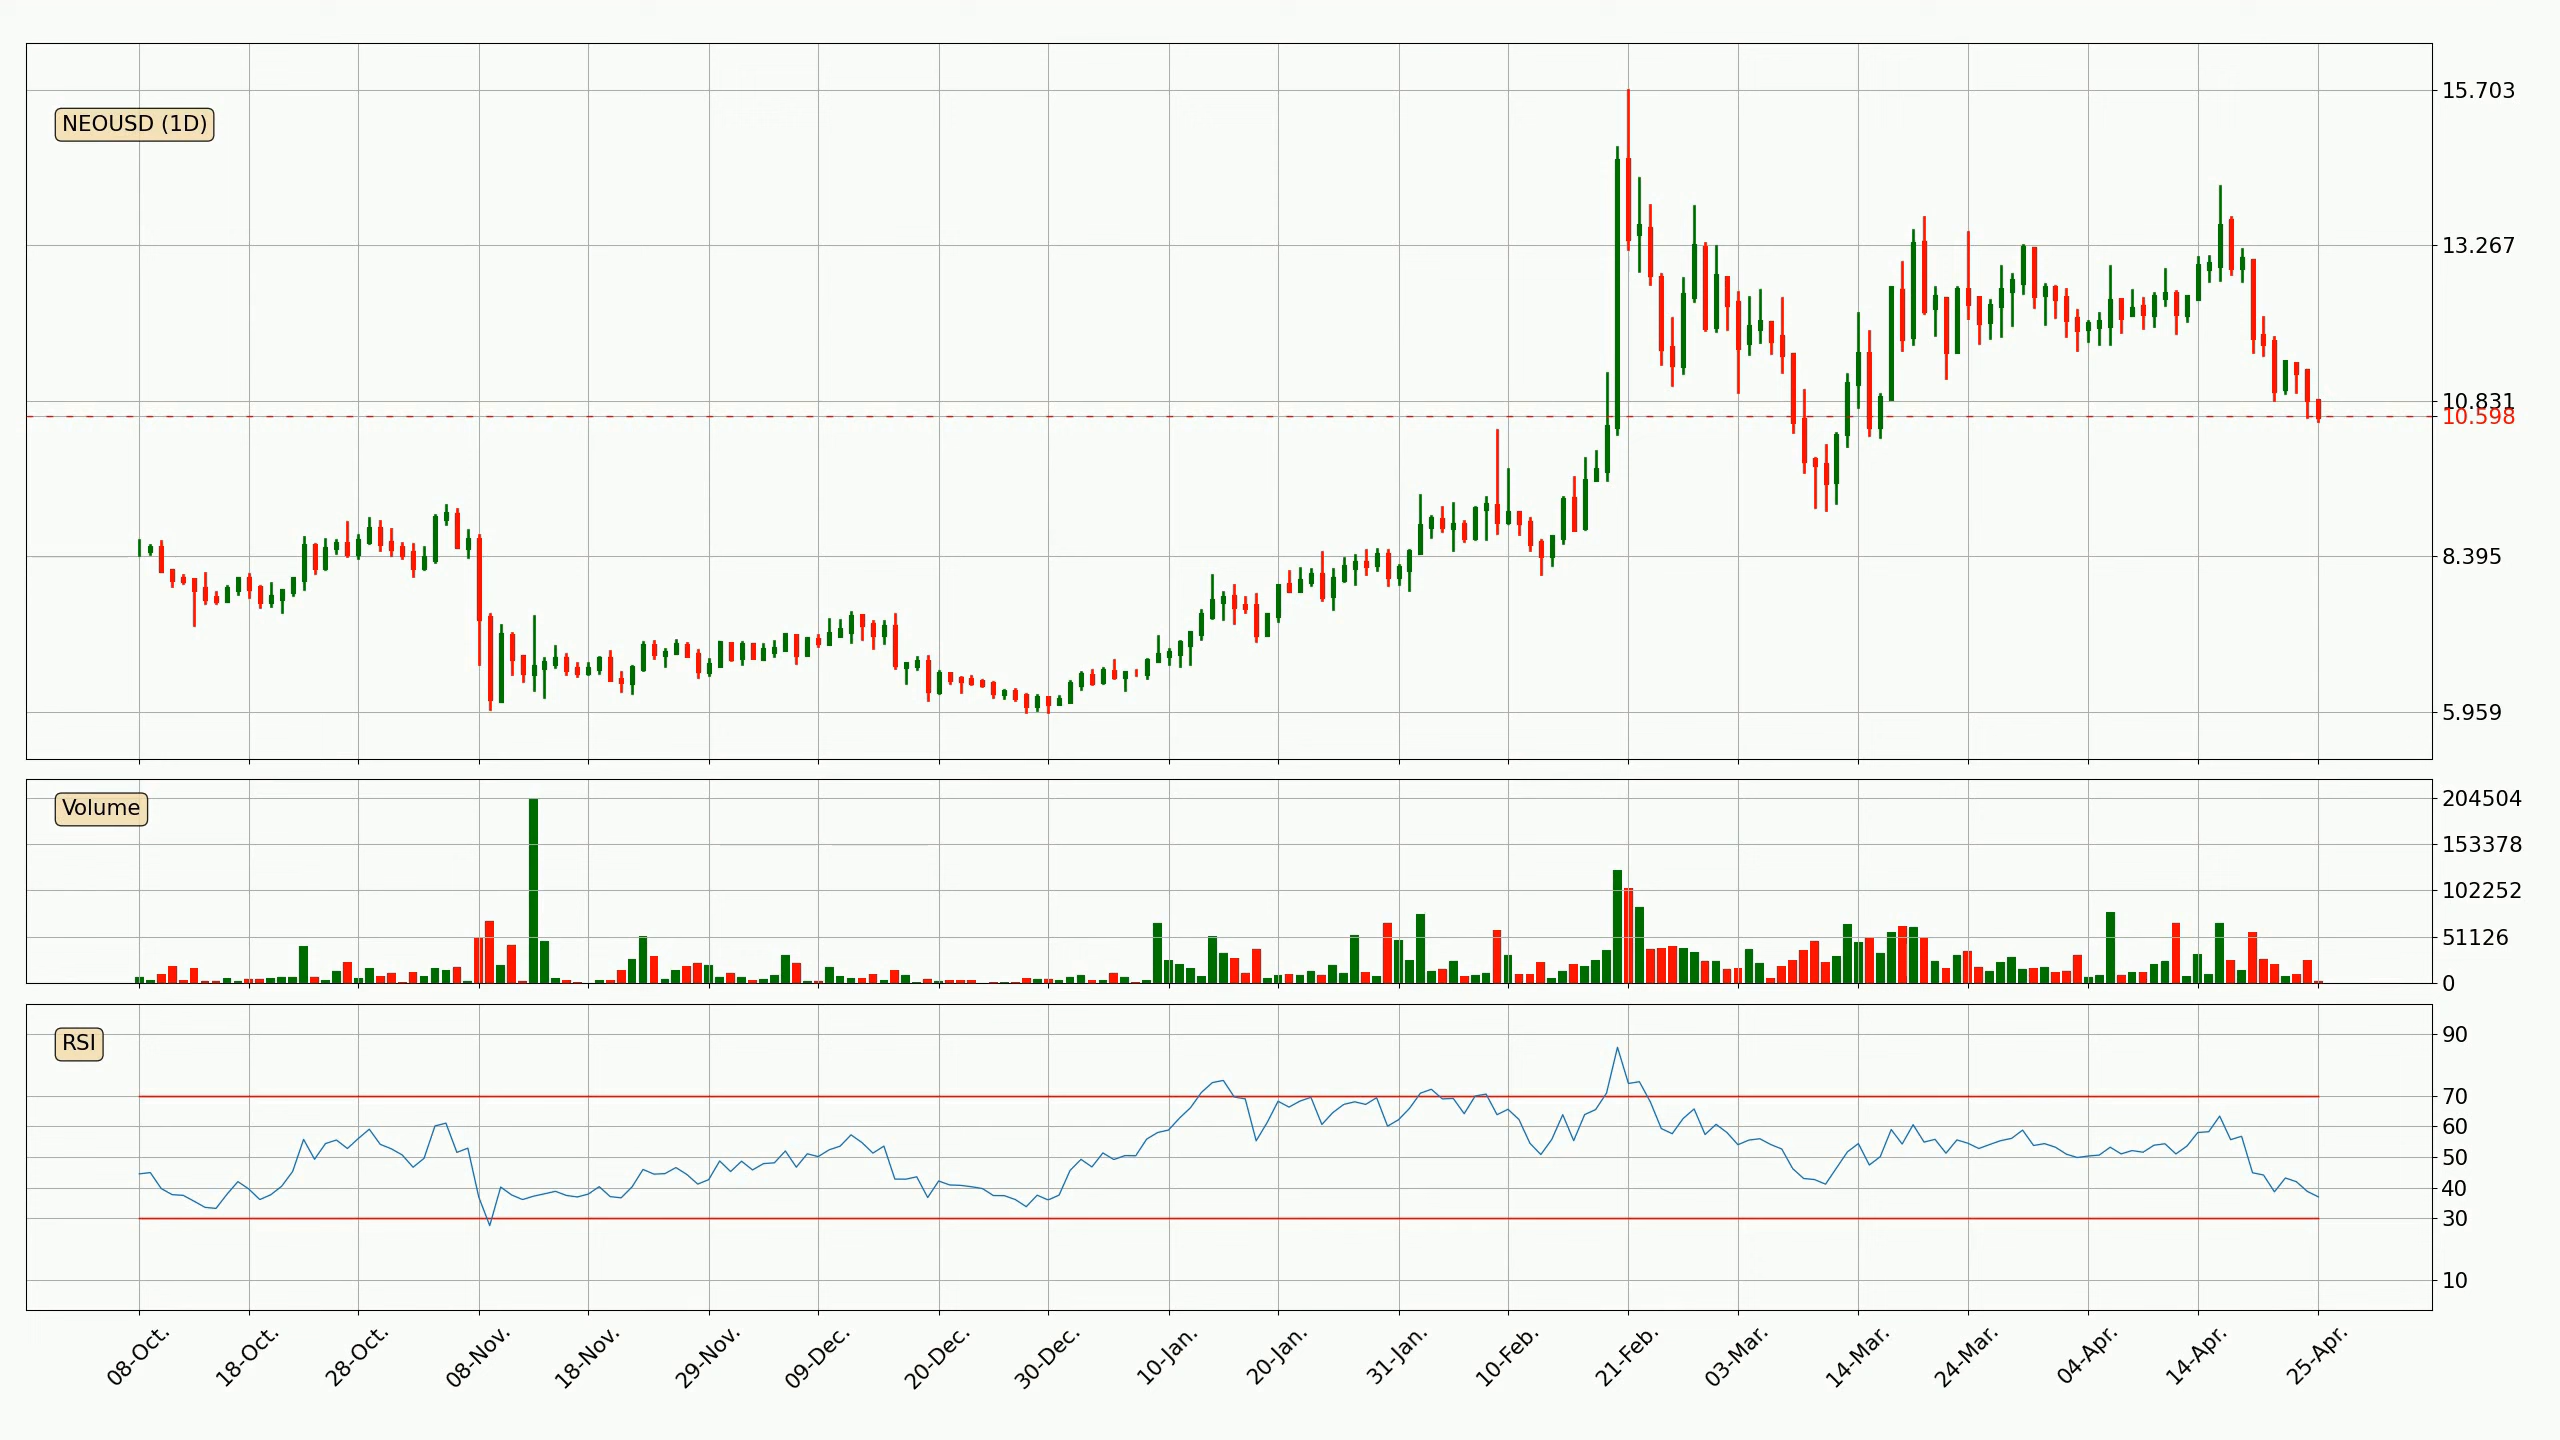 NEOUSD (1D)
15.703
13.267
10.831
10.598
8.395
5.959
Volume
204504
153378
102252
51126
0
RSI
90
70
60
50
40
30
10
08-Oct.
18-Oct.
28-Oct.
08-Nov.
18-Nov.
29-Nov.
09-Dec.
20-Dec.
30-Dec.
10-Jan.
20-Jan.
31-Jan.
10-Feb.
21-Feb.
03-Mar.
14-Mar.
24-Mar.
04-Apr.
14-Apr.
25-Apr.